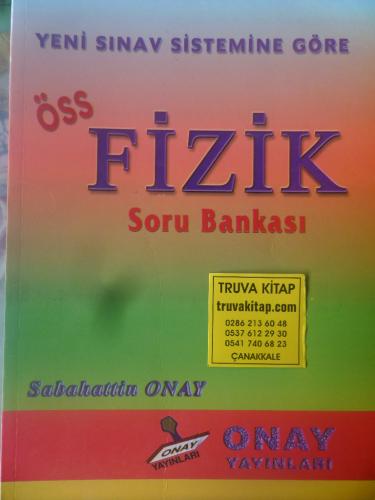 YENİ SINAV SİSTEMİNE GÖRE
ÖSS
FİZİK
Soru Bankası
TRUVA KİTAP
truvakitap.com
0286 213 60 48
0537 612 29 30
0541 740 68 23
ÇANAKKALE
Sabahattin ONAY
ONAY
YAYINLARI
ONAY
YAYINLARI